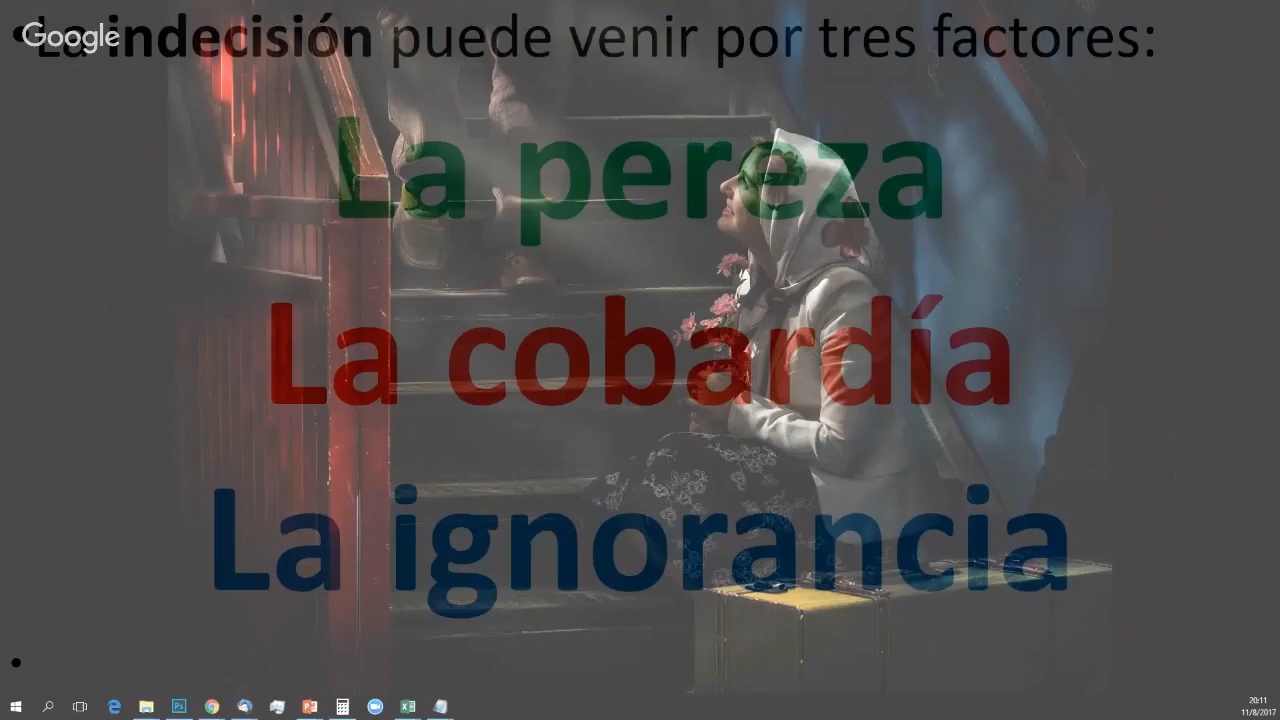 Google
• La indecisión puede venir por tres factores:
La pereza
La cobardía
La ignorancia
•
20:11
11/8/2017